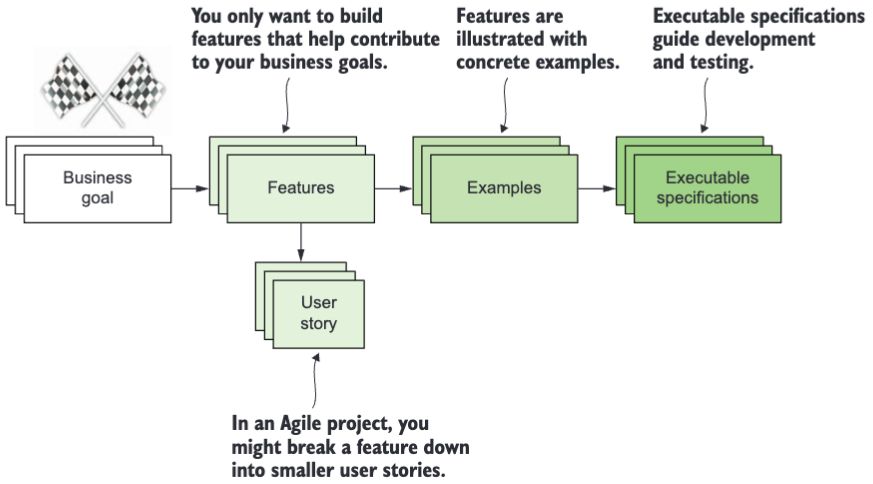 You only want to build
features that help contribute
to your business goals.
Features are
illustrated with
concrete examples.
Executable specifications
guide development
and testing.
Business
goal
Features
Examples
Executable
specifications
User
story
In an Agile project, you
might break a feature down
into smaller user stories.